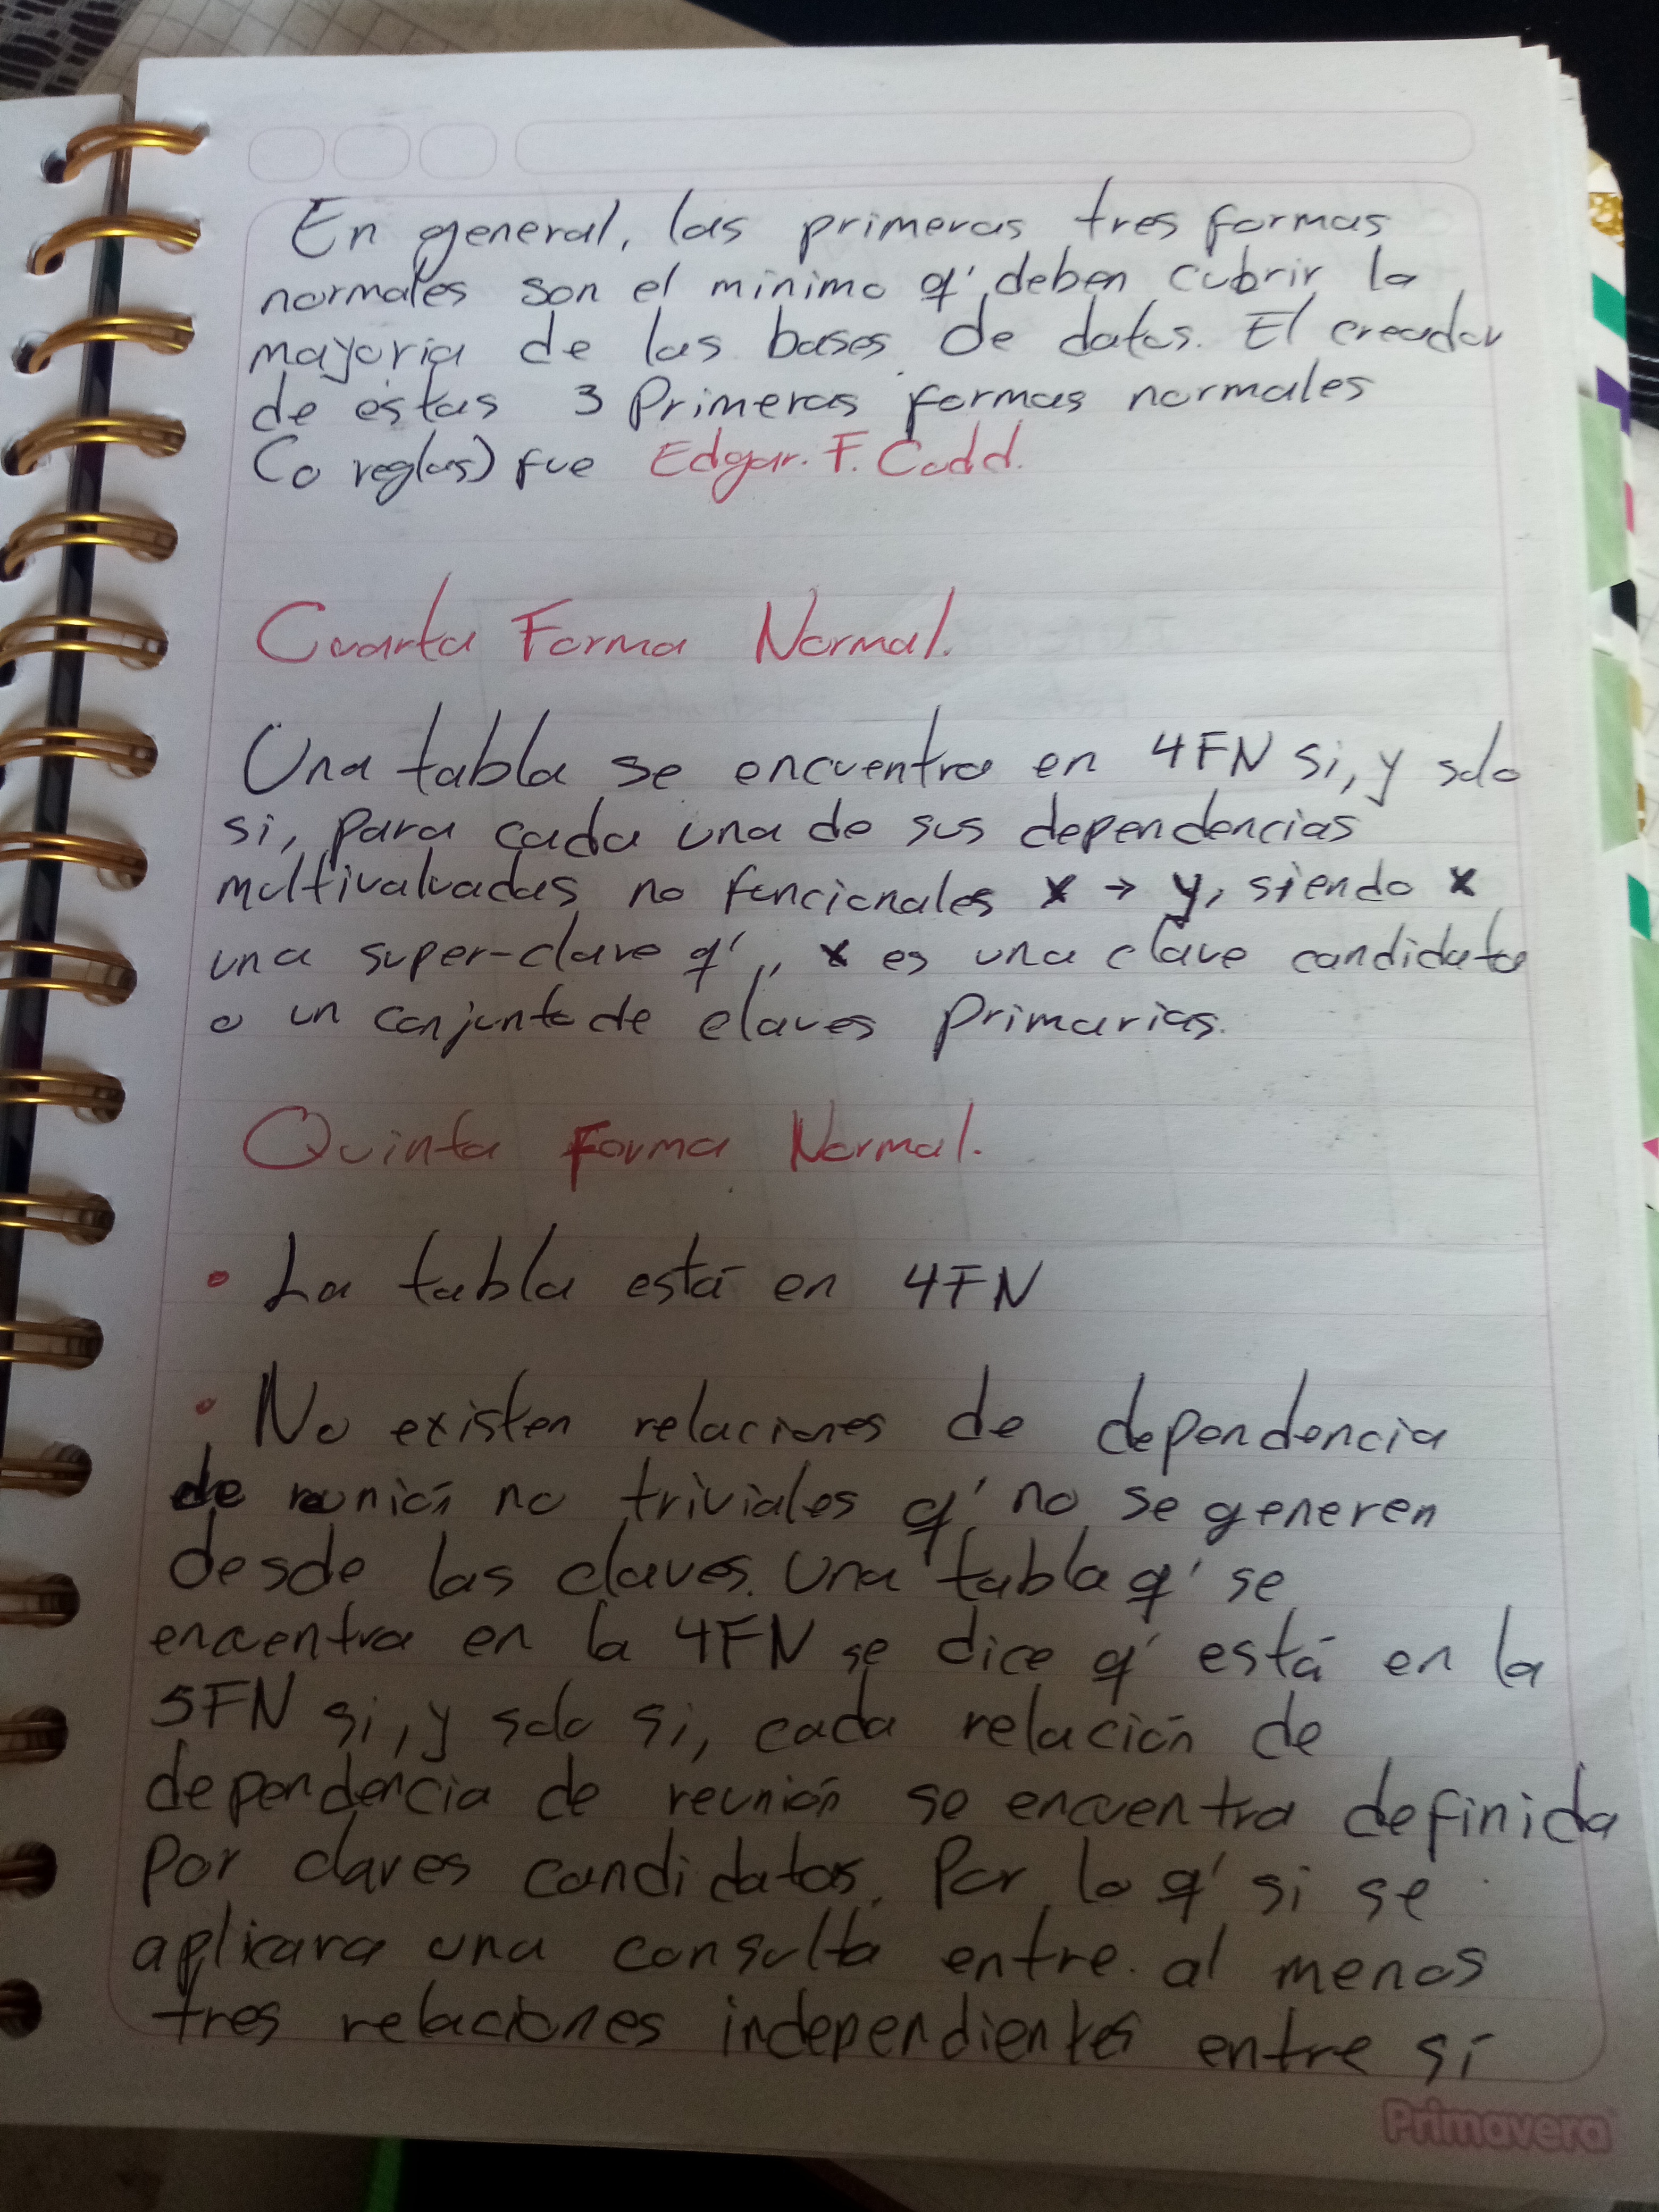 En general, las primeras tres formas
normales son el minimo q' deben cubrir la
mayoria de las bases de datos. El creador
de estas 3 Primeras formas normales
(o reglas) fue Edgar. F. Codd.
Cuarta Forma Normal.
Una tabla se encuentra en 4FN si, y solo
si, para cada una de sus dependencias
multivaluadas no funcionales x → y, siendo x
una super-clave q', x es una clave candidata
o un conjunto de claves primarias.
Quinta Forma Normal.
• La tabla está en 4FN
• No existen relaciones de dependencia
de reunión no triviales q' no se generen
desde las claves. Una tabla q' se
encuentra en la 4FN se dice q' está en la
5FN si, y solo si, cada relación de
dependencia de reunión se encuentra definida
por claves candidatas. Por lo q' si se
aplicara una consulta entre al menos
tres relaciones independientes entre sí
Primavera